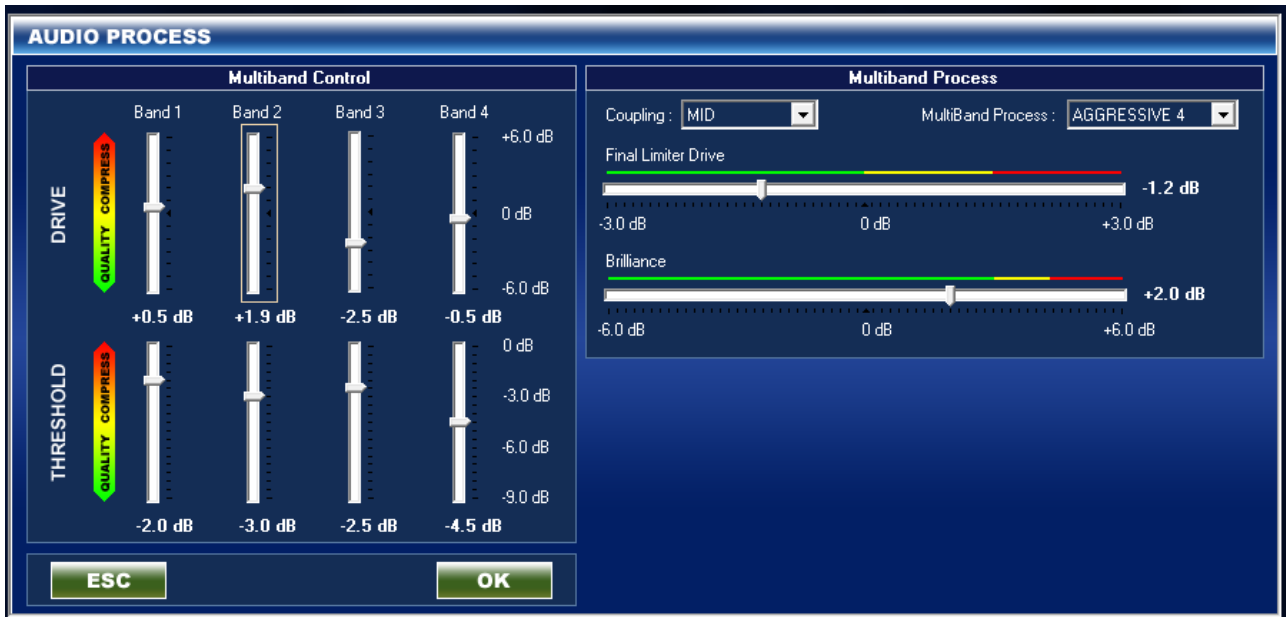 AUDIO PROCESS
Multiband Control
Band 1 Band 2 Band 3 Band 4
DRIVE
QUALITY COMPRESS
+6.0 dB
0 dB
-6.0 dB
+0.5 dB +1.9 dB -2.5 dB -0.5 dB
THRESHOLD
QUALITY COMPRESS
0 dB
-3.0 dB
-6.0 dB
-9.0 dB
-2.0 dB -3.0 dB -2.5 dB -4.5 dB
ESC OK
Multiband Process
Coupling : MID MultiBand Process : AGGRESSIVE 4
Final Limiter Drive
-1.2 dB
-3.0 dB 0 dB +3.0 dB
Brilliance
+2.0 dB
-6.0 dB 0 dB +6.0 dB